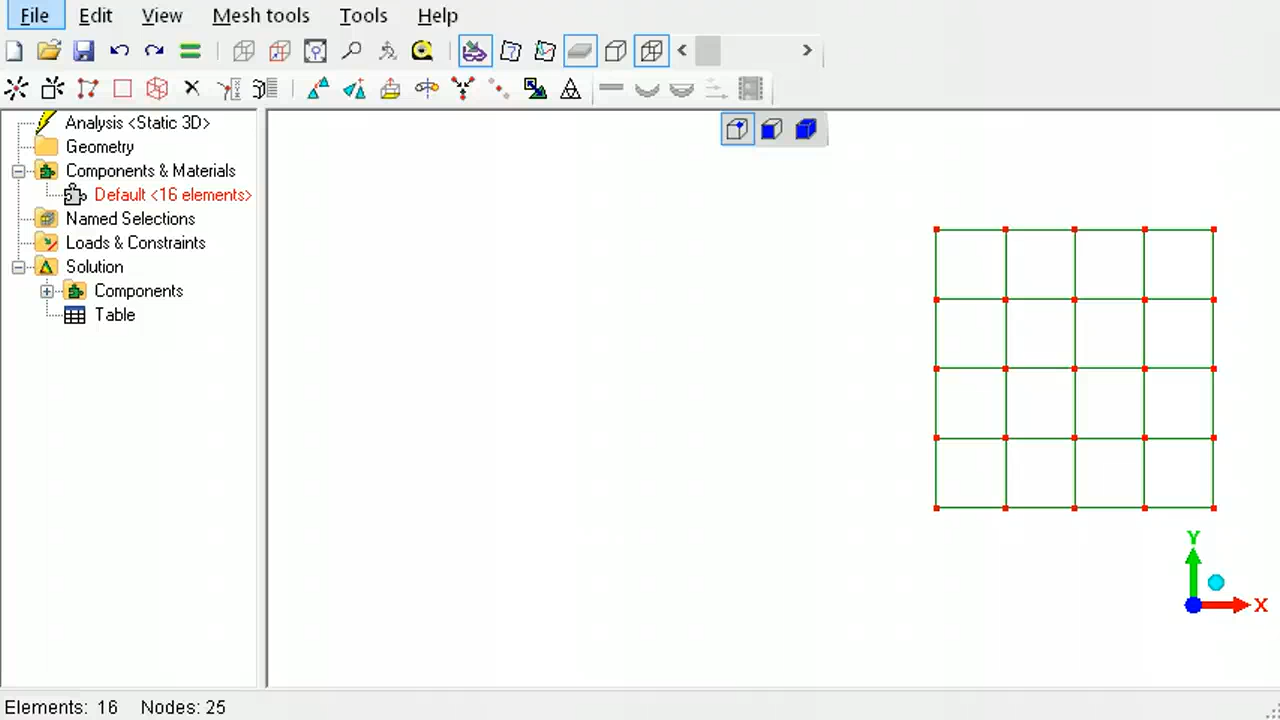 File Edit View Mesh tools Tools Help
Analysis <Static 3D>
Geometry
Components & Materials
Default <16 elements>
Named Selections
Loads & Constraints
Solution
Components
Table
Y
X
Elements: 16 Nodes: 25